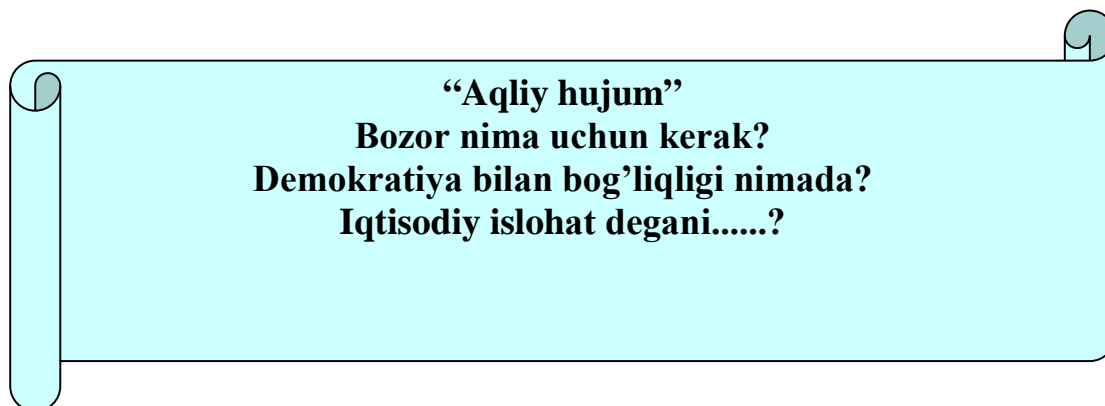 “Aqliy hujum”
Bozor nima uchun kerak?
Demokratiya bilan bog’liqligi nimada?
Iqtisodiy islohat degani......?